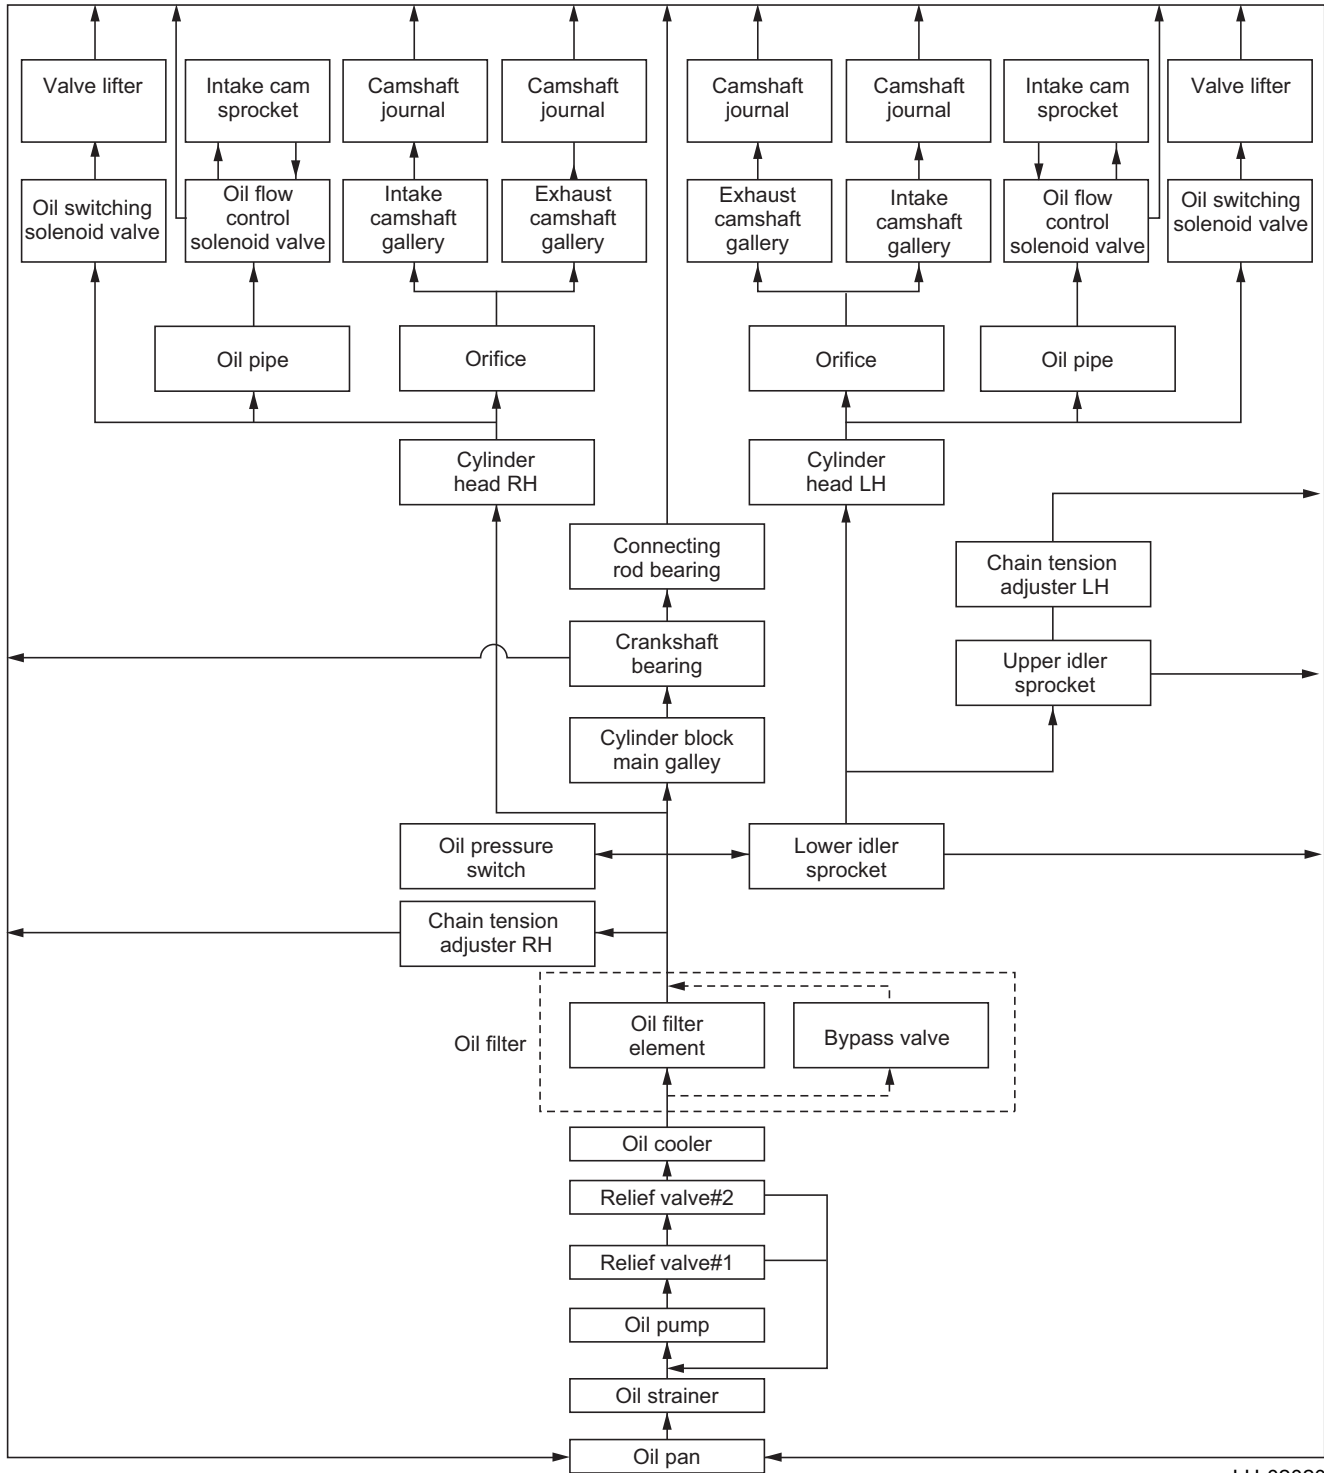 Valve lifter
Intake cam
sprocket
Camshaft
journal
Camshaft
journal
Camshaft
journal
Camshaft
journal
Intake cam
sprocket
Valve lifter
Oil switching
solenoid valve
Oil flow
control
solenoid valve
Intake
camshaft
gallery
Exhaust
camshaft
gallery
Exhaust
camshaft
gallery
Intake
camshaft
gallery
Oil flow
control
solenoid valve
Oil switching
solenoid valve
Oil pipe
Orifice
Orifice
Oil pipe
Cylinder
head RH
Cylinder
head LH
Connecting
rod bearing
Chain tension
adjuster LH
Crankshaft
bearing
Upper idler
sprocket
Cylinder block
main galley
Oil pressure
switch
Lower idler
sprocket
Chain tension
adjuster RH
Oil filter
Oil filter
element
Bypass valve
Oil cooler
Relief valve#2
Relief valve#1
Oil pump
Oil strainer
Oil pan